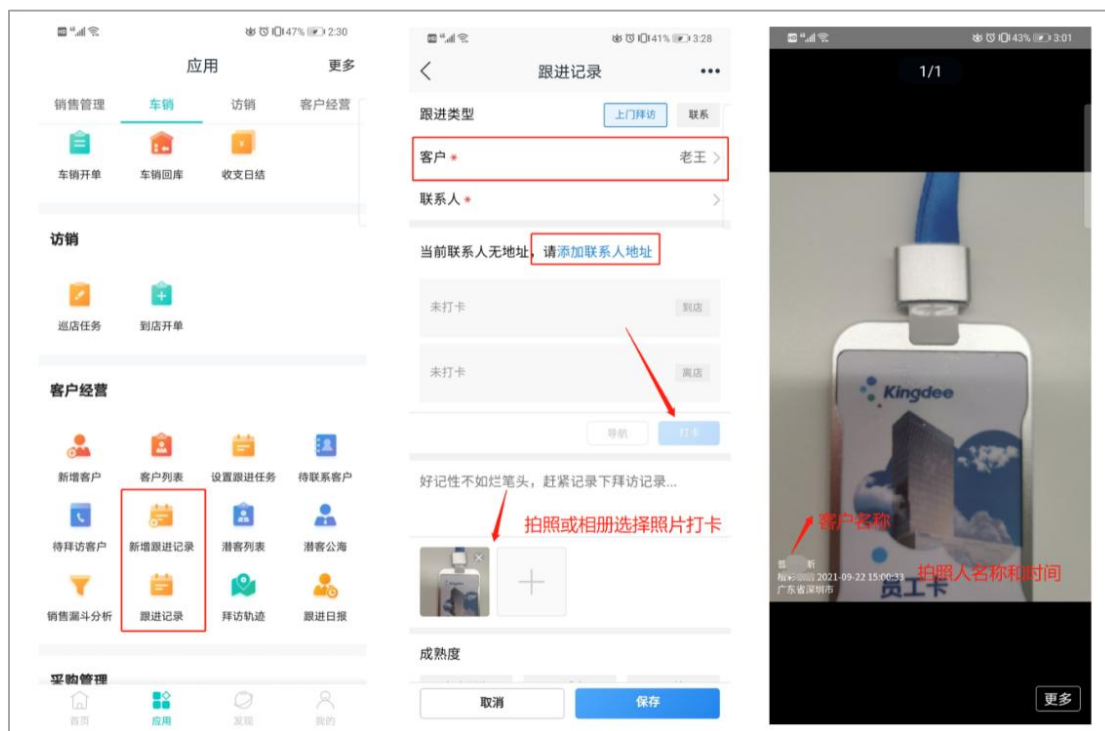 47% 2:30
应用
更多
销售管理 车销 访销 客户经营
车销开单 车销回库 收支日结
访销
巡店任务 到店开单
客户经营
新增客户 客户列表 设置跟进任务 待联系客户
待拜访客户 新增跟进记录 潜客列表 潜客公海
销售漏斗分析 跟进记录 拜访轨迹 跟进日报
采购管理
首页 应用 发现 我的
41% 3:28
跟进记录
跟进类型 上门拜访 联系
客户 * 老王
联系人 *
当前联系人无地址，请添加联系人地址
未打卡 到店
未打卡 离店
导航 打卡
好记性不如烂笔头，赶紧记录下拜访记录...
拍照或相册选择照片打卡
成熟度
取消 保存
43% 3:01
1/1
Kingdee
客户名称
新
2021-09-22 15:00:33
拍照人名称和时间
广东省深圳市
员工卡
更多